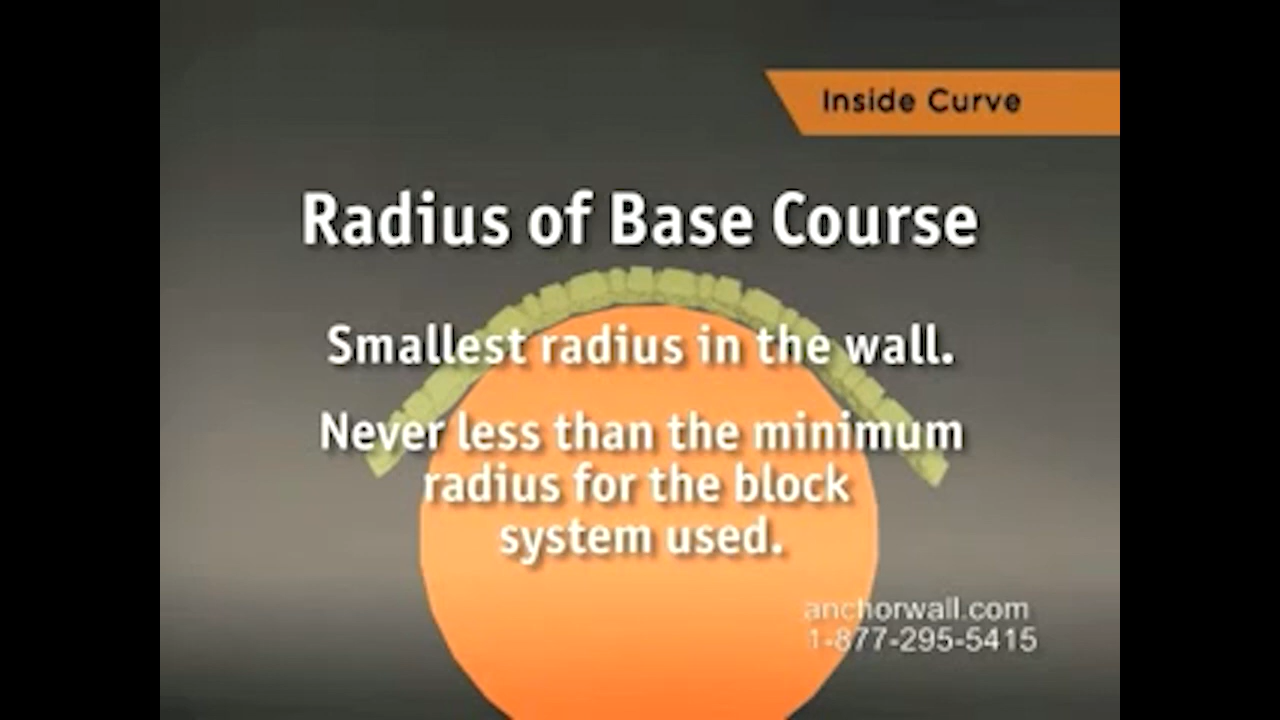 Inside Curve
Radius of Base Course
Smallest radius in the wall.
Never less than the minimum
radius for the block
system used.
anchorwall.com
1-877-295-5415